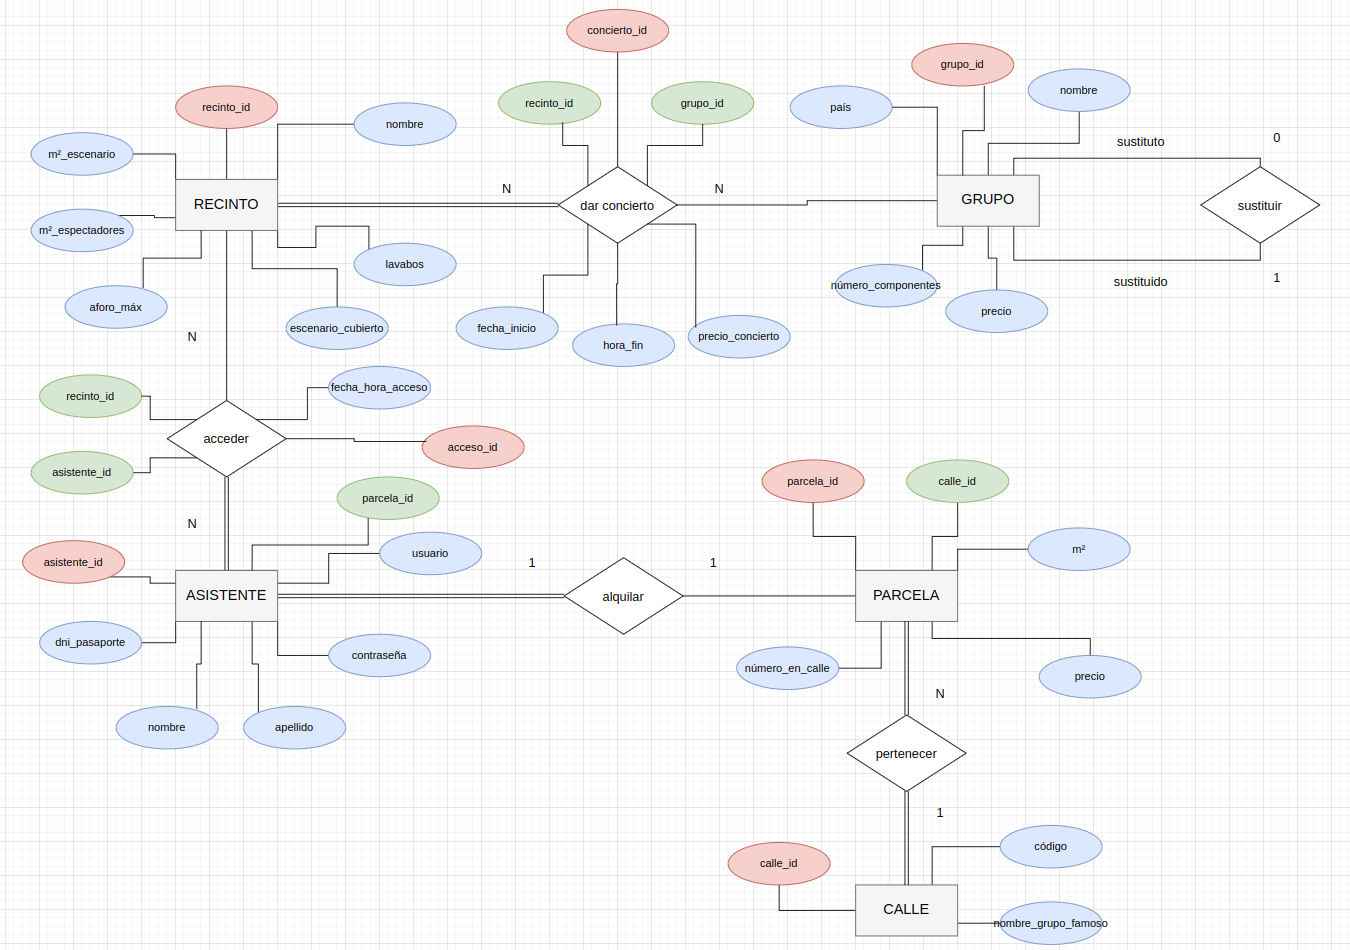 concierto_id
grupo_id
nombre
país
recinto_id
grupo_id
recinto_id
nombre
m²_escenario
sustituto
0
N
N
RECINTO
dar concierto
GRUPO
sustituir
m²_espectadores
lavabos
número_componentes
sustituido
1
aforo_máx
escenario_cubierto
fecha_inicio
hora_fin
precio_concierto
precio
N
recinto_id
fecha_hora_acceso
acceder
acceso_id
asistente_id
parcela_id
parcela_id
calle_id
N
usuario
m²
asistente_id
1
1
ASISTENTE
alquilar
PARCELA
dni_pasaporte
contraseña
número_en_calle
precio
N
nombre
apellido
pertenecer
1
código
calle_id
CALLE
nombre_grupo_famoso